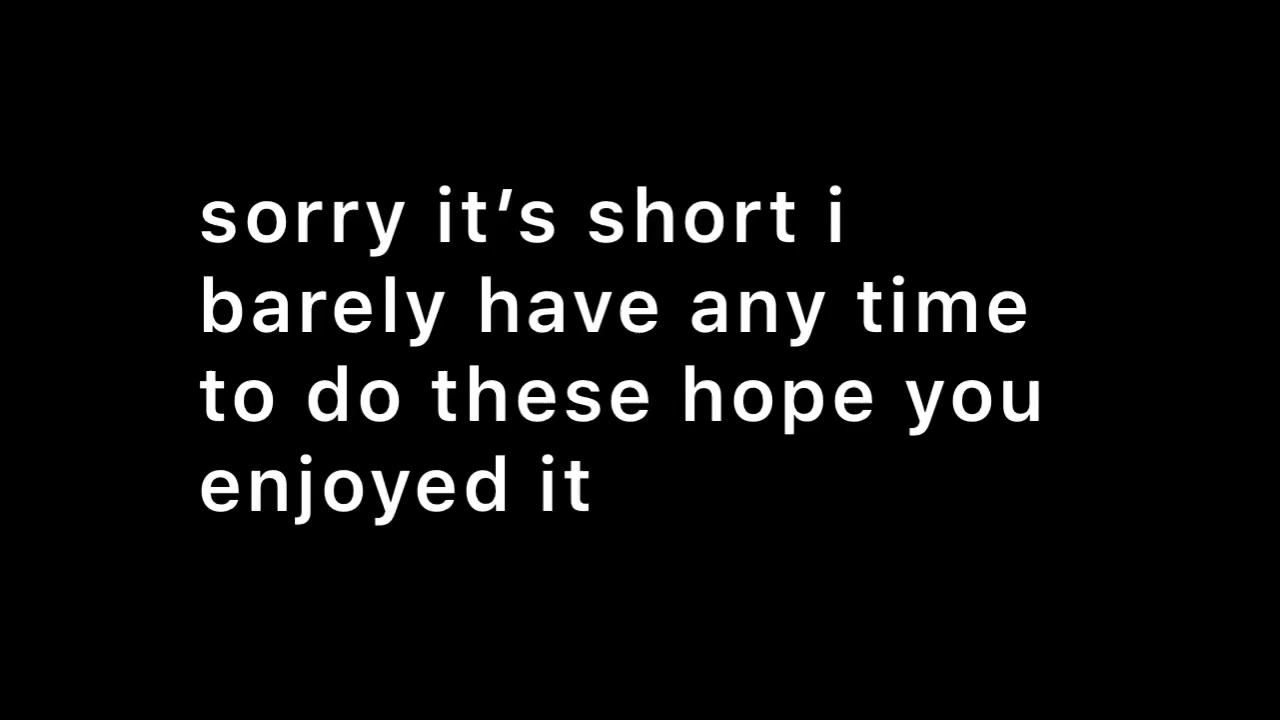 sorry it’s short i
barely have any time
to do these hope you
enjoyed it